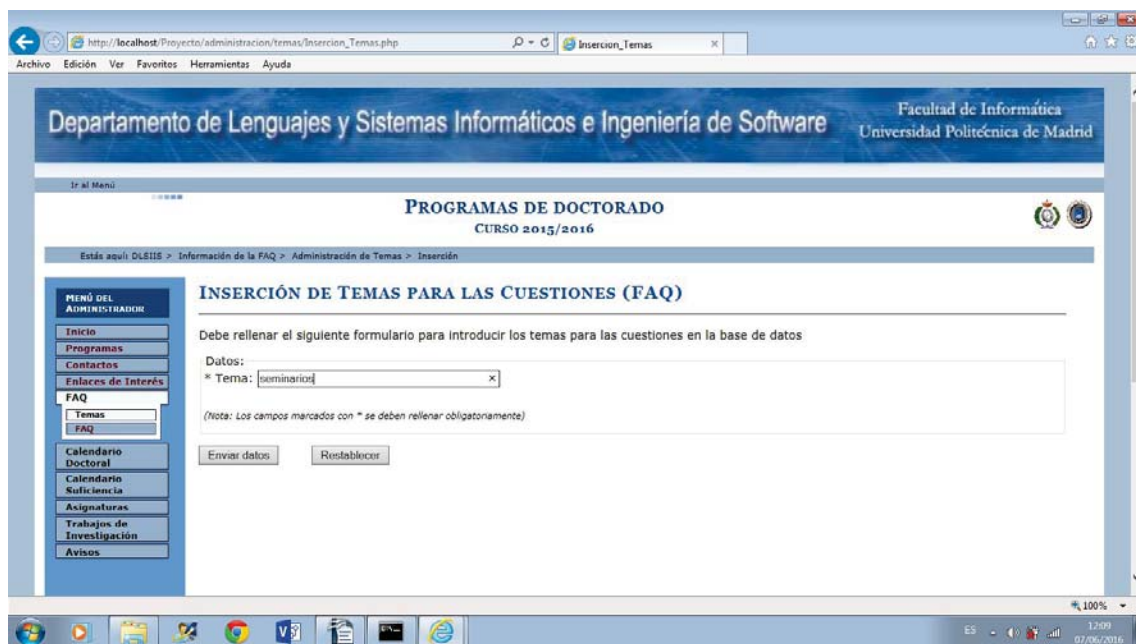 http://localhost/Proyecto/administracion/temas/Insercion_Temas.php
Insercion_Temas
Archivo Edición Ver Favoritos Herramientas Ayuda
Departamento de Lenguajes y Sistemas Informáticos e Ingeniería de Software
Facultad de Informática
Universidad Politécnica de Madrid
Ir al Menú
PROGRAMAS DE DOCTORADO
CURSO 2015/2016
Estás aquí: DLSIIS > Información de la FAQ > Administración de Temas > Inserción
MENÚ DEL
ADMINISTRADOR
Inicio
Programas
Contactos
Enlaces de Interés
FAQ
Temas
FAQ
Calendario
Doctoral
Calendario
Suficiencia
Asignaturas
Trabajos de
Investigación
Avisos
INSERCIÓN DE TEMAS PARA LAS CUESTIONES (FAQ)
Debe rellenar el siguiente formulario para introducir los temas para las cuestiones en la base de datos
Datos:
* Tema: seminarios
(Nota: Los campos marcados con * se deben rellenar obligatoriamente)
Enviar datos Restablecer
100%
ES
12:09
07/06/2016